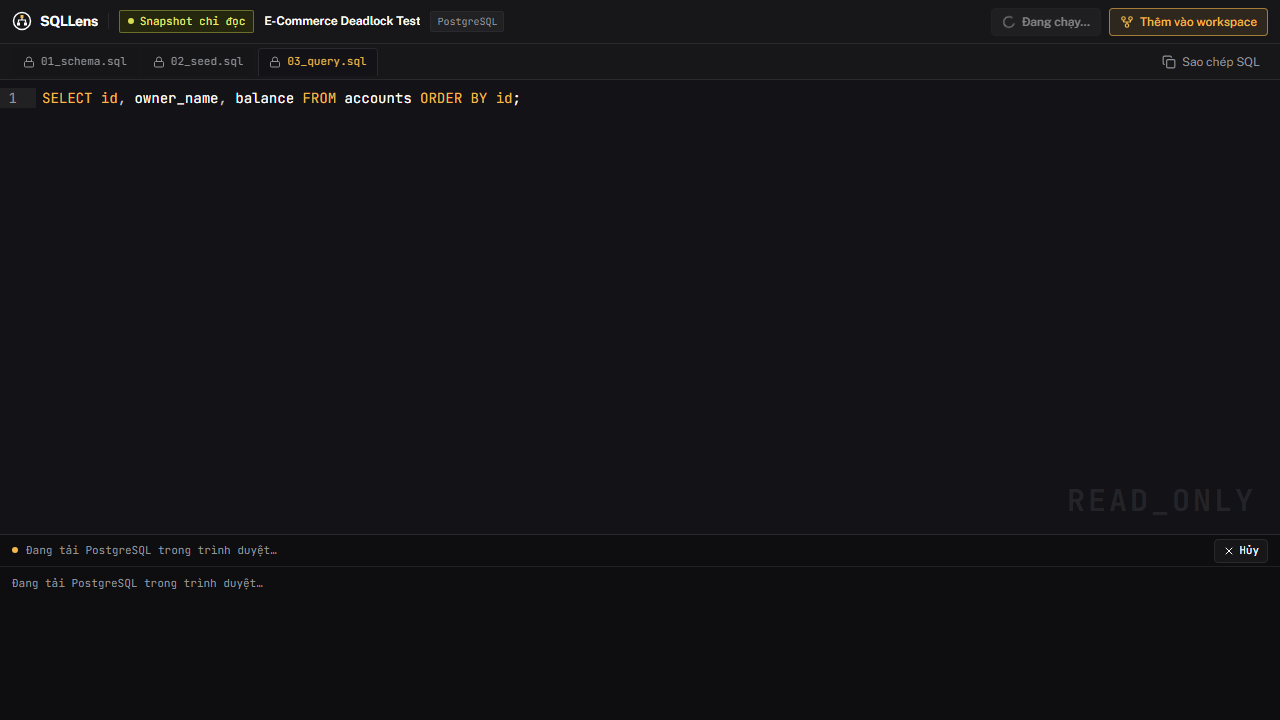 SQLLens
Snapshot chỉ đọc
E-Commerce Deadlock Test
PostgreSQL
Đang chạy...
Thêm vào workspace
01_schema.sql
02_seed.sql
03_query.sql
Sao chép SQL
1
SELECT id, owner_name, balance FROM accounts ORDER BY id;
READ_ONLY
Đang tải PostgreSQL trong trình duyệt…
Hủy
Đang tải PostgreSQL trong trình duyệt…